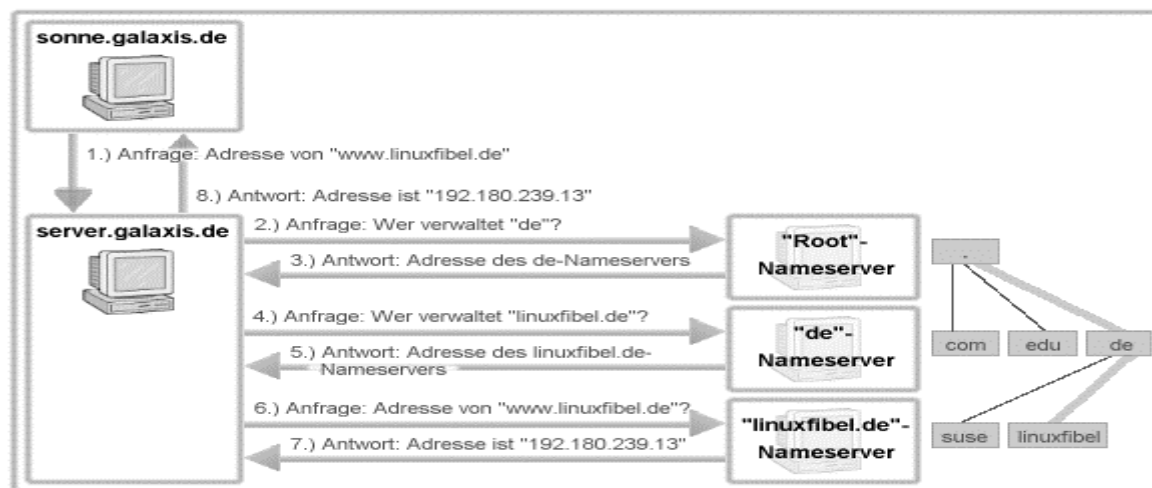 sonne.galaxis.de
1.) Anfrage: Adresse von "www.linuxfibel.de"
8.) Antwort: Adresse ist "192.180.239.13"
server.galaxis.de
2.) Anfrage: Wer verwaltet "de"?
3.) Antwort: Adresse des de-Nameservers
"Root"-
Nameserver
4.) Anfrage: Wer verwaltet "linuxfibel.de"?
5.) Antwort: Adresse des linuxfibel.de-
Nameservers
"de"-
Nameserver
6.) Anfrage: Adresse von "www.linuxfibel.de"?
7.) Antwort: Adresse ist "192.180.239.13"
"linuxfibel.de"-
Nameserver
.
com edu de
suse linuxfibel